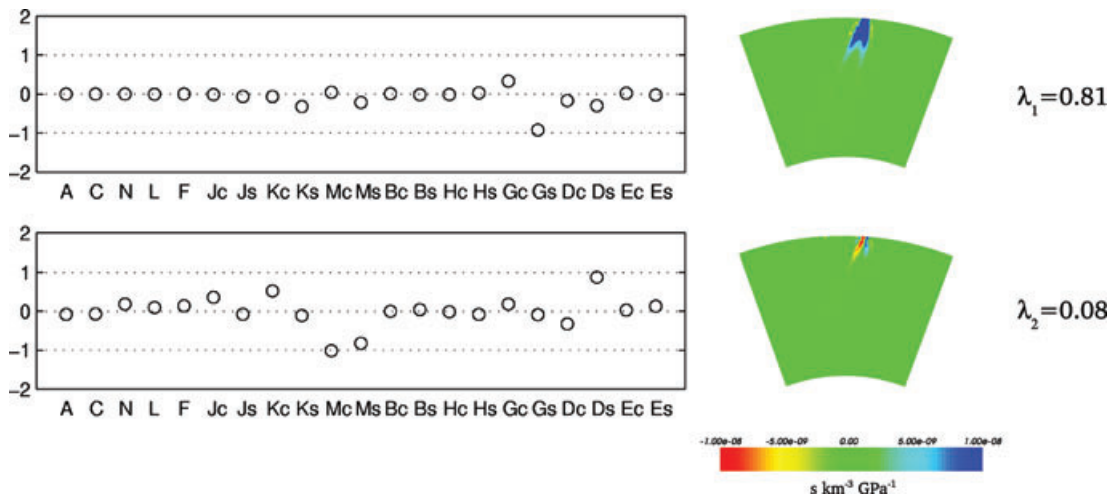 2
1
0
−1
−2
A C N L F Jc Js Kc Ks Mc Ms Bc Bs Hc Hs Gc Gs Dc Ds Ec Es
λ₁=0.81
2
1
0
−1
−2
A C N L F Jc Js Kc Ks Mc Ms Bc Bs Hc Hs Gc Gs Dc Ds Ec Es
λ₂=0.08
-1.00e-08 -5.00e-09 0.00 5.00e-09 1.00e-08
s km⁻³ GPa⁻¹